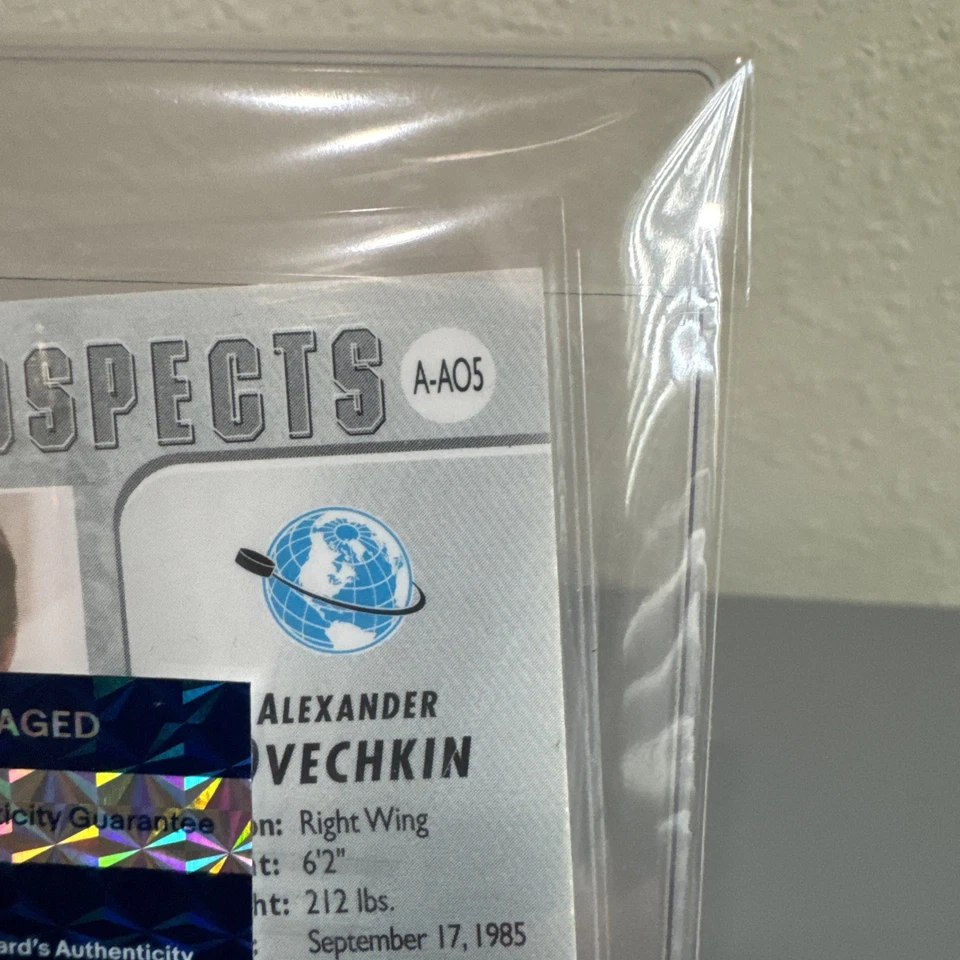 OSPECTS
A-AO5
ALEXANDER
OVECHKIN
AGED
ticity Guarantee
on: Right Wing
t: 6'2"
ht: 212 lbs.
: September 17, 1985
ard's Authenticity